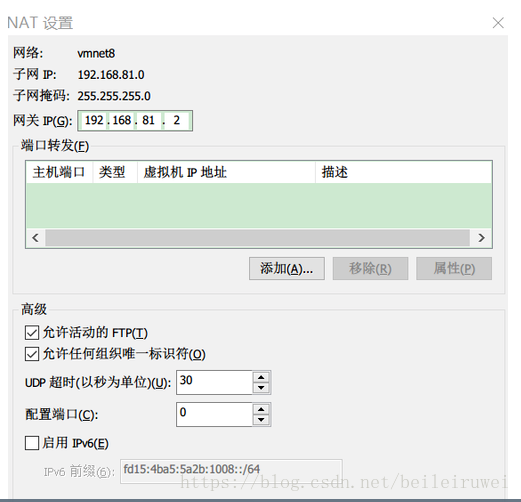 NAT 设置
网络: vmnet8
子网 IP: 192.168.81.0
子网掩码: 255.255.255.0
网关 IP(G): 192 . 168 . 81 . 2
端口转发(F)
主机端口 类型 虚拟机 IP 地址 描述
添加(A)... 移除(R) 属性(P)
高级
允许活动的 FTP(T)
允许任何组织唯一标识符(O)
UDP 超时(以秒为单位)(U): 30
配置端口(C): 0
启用 IPv6(E)
IPv6 前缀(6): fd15:4ba5:5a2b:1008::/64
https://blog.csdn.net/beileiruwei